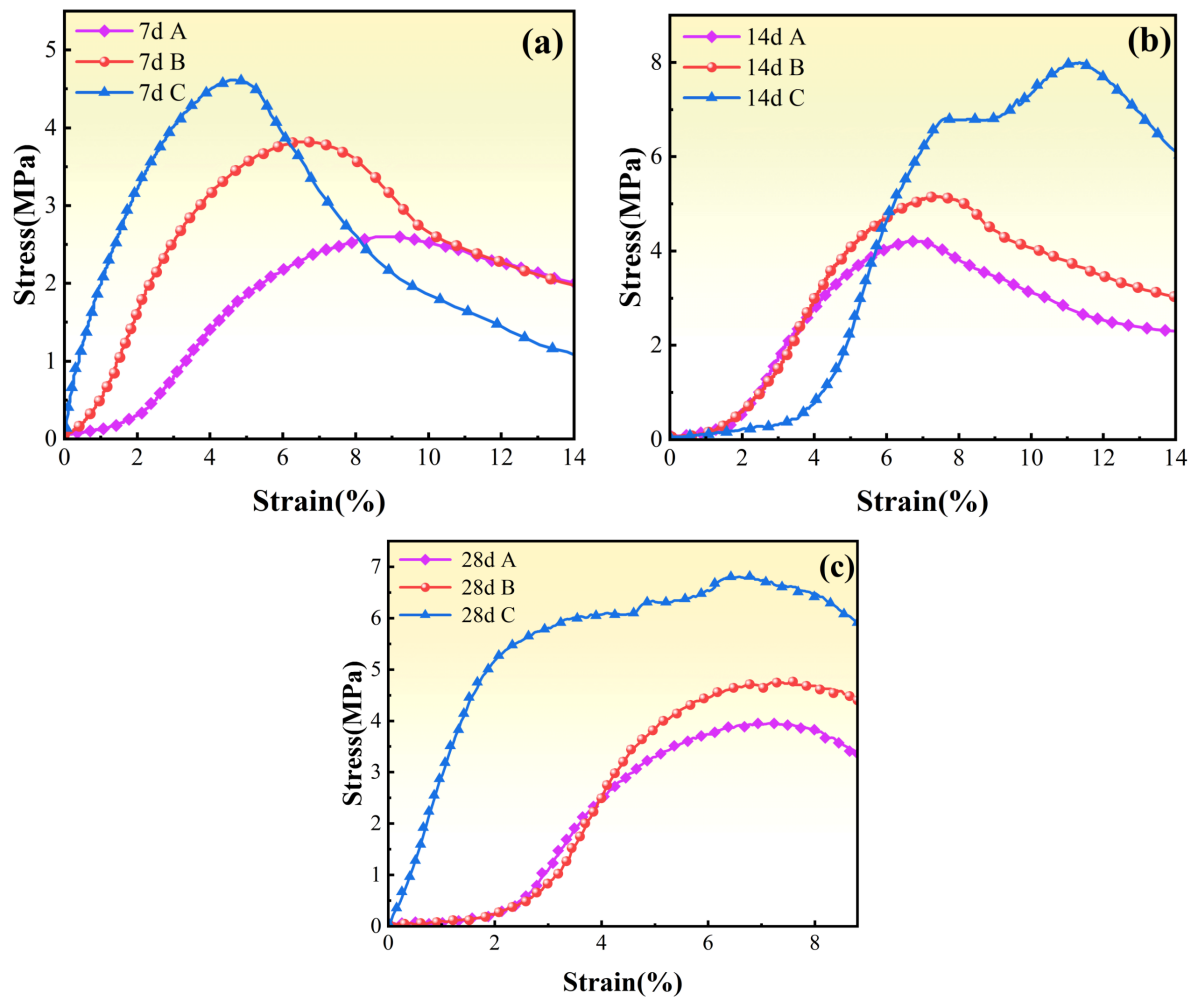 (a)
7d A
7d B
7d C
Stress(MPa)
5
4
3
2
1
0
0 2 4 6 8 10 12 14
Strain(%)
(b)
14d A
14d B
14d C
Stress(MPa)
8
6
4
2
0
0 2 4 6 8 10 12 14
Strain(%)
(c)
28d A
28d B
28d C
Stress(MPa)
7
6
5
4
3
2
1
0
0 2 4 6 8
Strain(%)